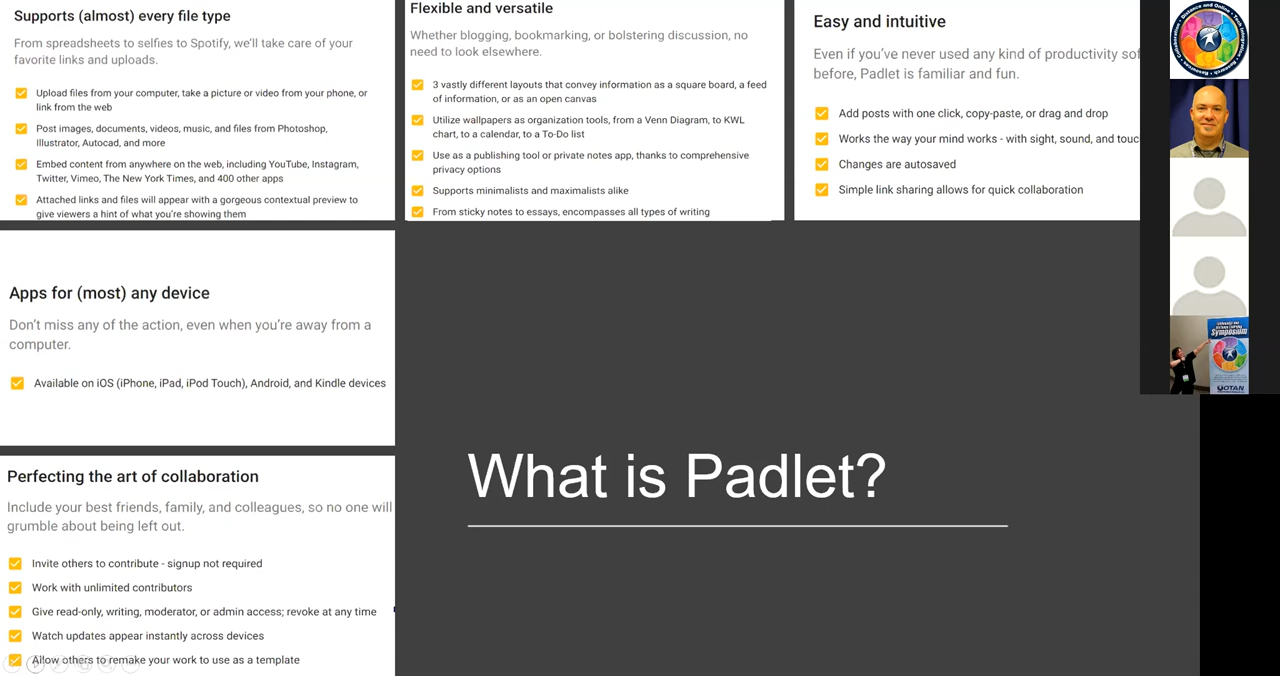 Supports (almost) every file type
From spreadsheets to selfies to Spotify, we'll take care of your
favorite links and uploads.
Upload files from your computer, take a picture or video from your phone, or
link from the web
Post images, documents, videos, music, and files from Photoshop,
Illustrator, Autocad, and more
Embed content from anywhere on the web, including YouTube, Instagram,
Twitter, Vimeo, The New York Times, and 400 other apps
Attached links and files will appear with a gorgeous contextual preview to
give viewers a hint of what you're showing them
Flexible and versatile
Whether blogging, bookmarking, or bolstering discussion, no
need to look elsewhere.
3 vastly different layouts that convey information as a square board, a feed
of information, or as an open canvas
Utilize wallpapers as organization tools, from a Venn Diagram, to KWL
chart, to a calendar, to a To-Do list
Use as a publishing tool or private notes app, thanks to comprehensive
privacy options
Supports minimalists and maximalists alike
From sticky notes to essays, encompasses all types of writing
Easy and intuitive
Even if you've never used any kind of productivity sof
before, Padlet is familiar and fun.
Add posts with one click, copy-paste, or drag and drop
Works the way your mind works - with sight, sound, and touc
Changes are autosaved
Simple link sharing allows for quick collaboration
Apps for (most) any device
Don't miss any of the action, even when you're away from a
computer.
Available on iOS (iPhone, iPad, iPod Touch), Android, and Kindle devices
Perfecting the art of collaboration
Include your best friends, family, and colleagues, so no one will
grumble about being left out.
Invite others to contribute - signup not required
Work with unlimited contributors
Give read-only, writing, moderator, or admin access; revoke at any time
Watch updates appear instantly across devices
Allow others to remake your work to use as a template
What is Padlet?
Distance and Online • Tech Integration • Research • Resources • Collaboration •
Symposium
OTAN